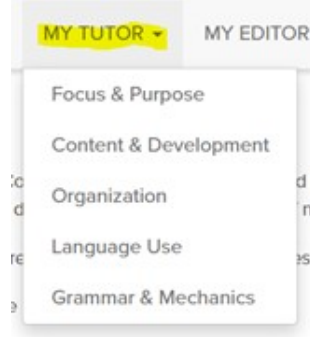 MY TUTOR MY EDITOR
Focus & Purpose
Content & Development
Organization
Language Use
Grammar & Mechanics